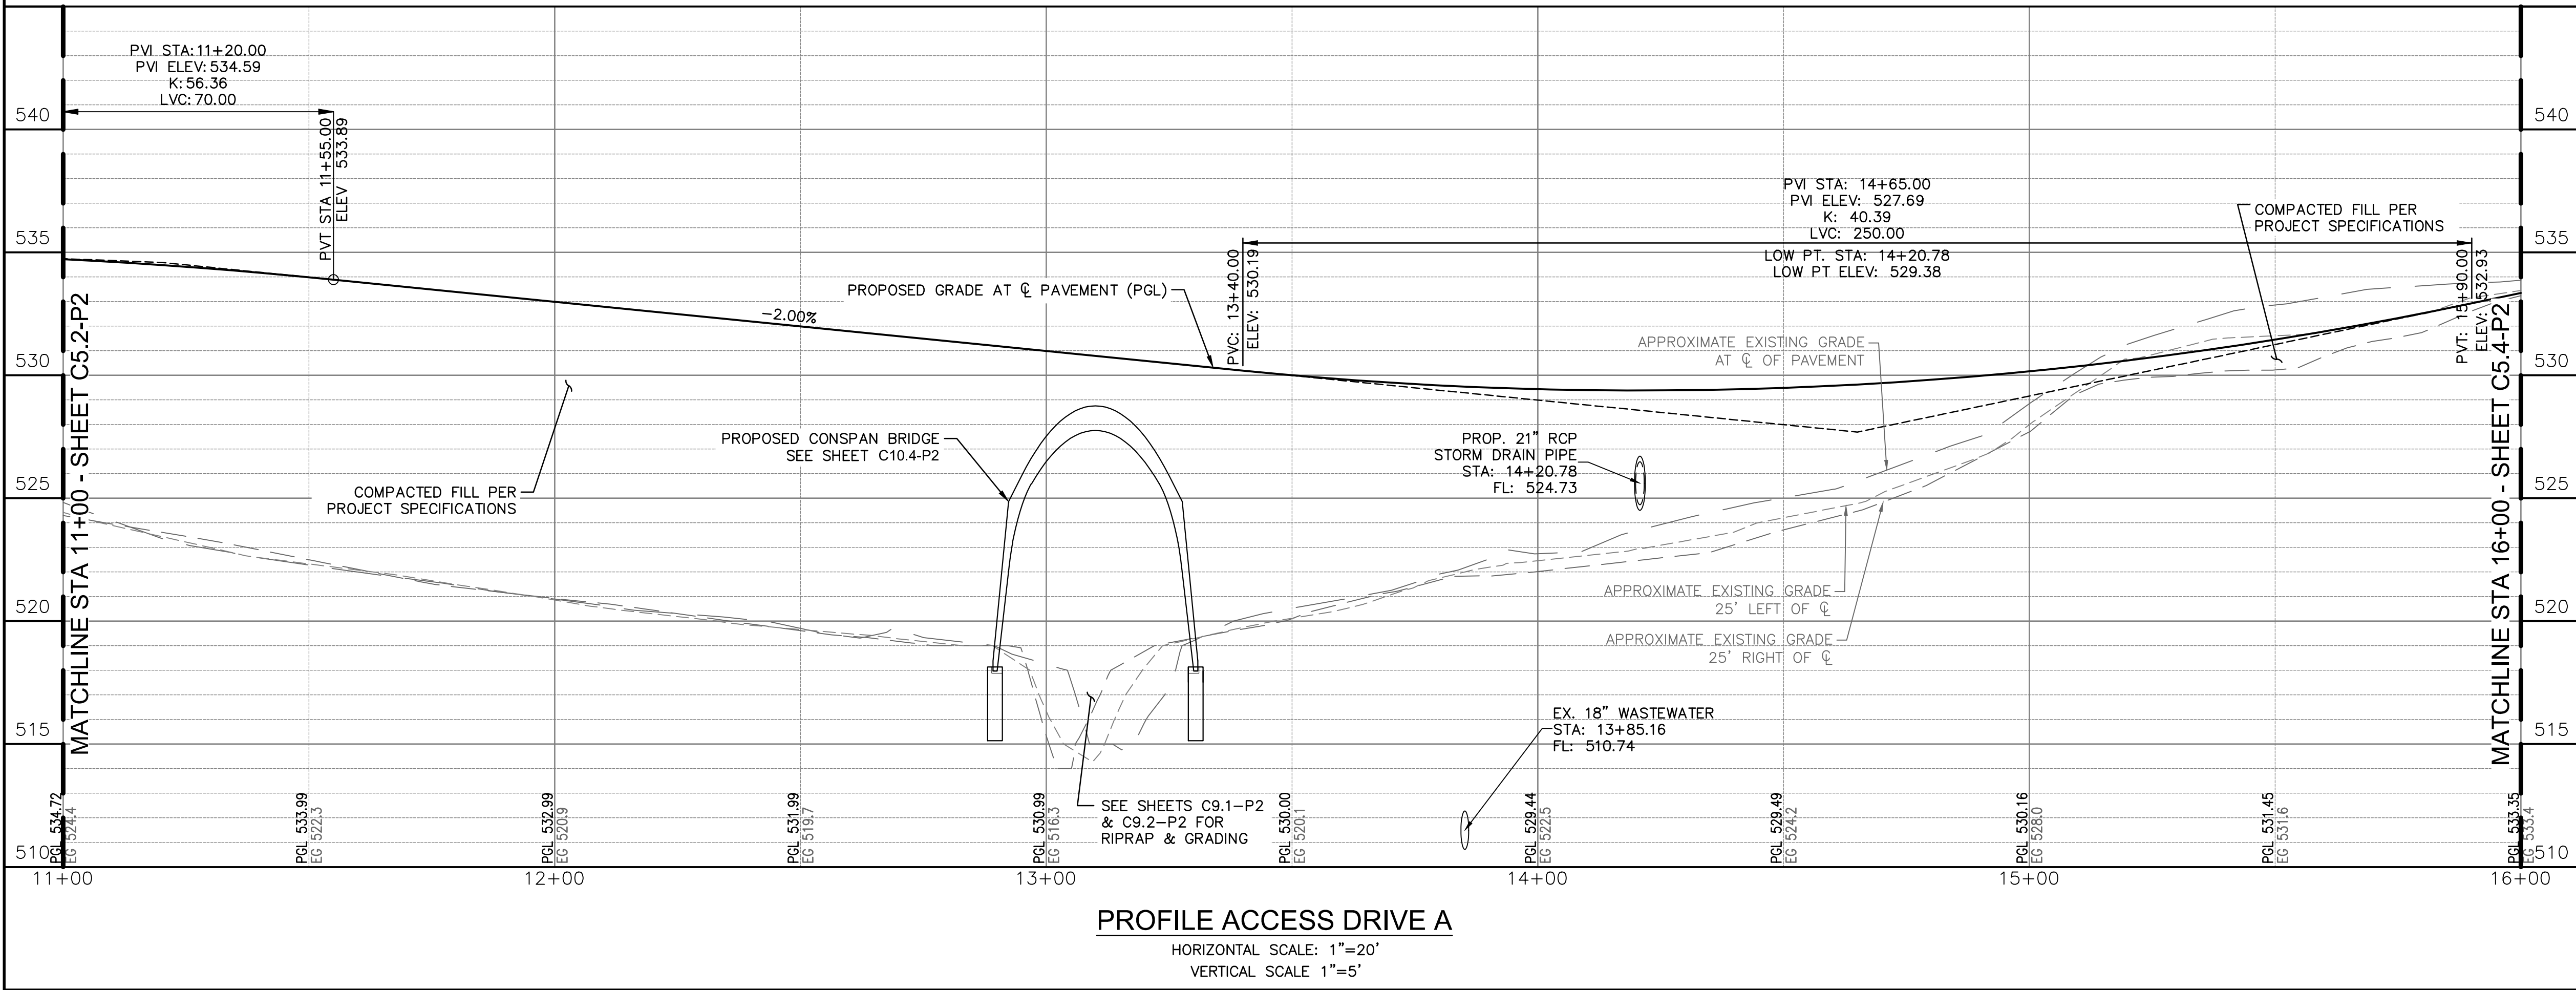 PVI STA: 11+20.00
PVI ELEV: 534.59
K: 56.36
LVC: 70.00
PVT STA 11+55.00
ELEV 533.89
540
535
530
525
520
515
510
MATCHLINE STA 11+00 - SHEET C5.2-P2
-2.00%
PROPOSED GRADE AT ℄ PAVEMENT (PGL)
PVC: 13+40.00
ELEV: 530.19
PVI STA: 14+65.00
PVI ELEV: 527.69
K: 40.39
LVC: 250.00
LOW PT. STA: 14+20.78
LOW PT ELEV: 529.38
COMPACTED FILL PER
PROJECT SPECIFICATIONS
PVT: 15+90.00
ELEV: 532.93
APPROXIMATE EXISTING GRADE
AT ℄ OF PAVEMENT
PROPOSED CONSPAN BRIDGE
SEE SHEET C10.4-P2
COMPACTED FILL PER
PROJECT SPECIFICATIONS
PROP. 21" RCP
STORM DRAIN PIPE
STA: 14+20.78
FL: 524.73
APPROXIMATE EXISTING GRADE
25' LEFT OF ℄
APPROXIMATE EXISTING GRADE
25' RIGHT OF ℄
EX. 18" WASTEWATER
STA: 13+85.16
FL: 510.74
SEE SHEETS C9.1-P2
& C9.2-P2 FOR
RIPRAP & GRADING
MATCHLINE STA 16+00 - SHEET C5.4-P2
540
535
530
525
520
515
510
PGL 534.72
EG 524.4
PGL 533.99
EG 522.3
PGL 532.99
EG 520.9
PGL 531.99
EG 519.7
PGL 530.99
EG 516.3
PGL 530.00
EG 520.1
PGL 529.44
EG 522.5
PGL 529.49
EG 524.2
PGL 530.16
EG 528.0
PGL 531.45
EG 531.6
PGL 533.35
EG 533.4
11+00
12+00
13+00
14+00
15+00
16+00
PROFILE ACCESS DRIVE A
HORIZONTAL SCALE: 1"=20'
VERTICAL SCALE 1"=5'